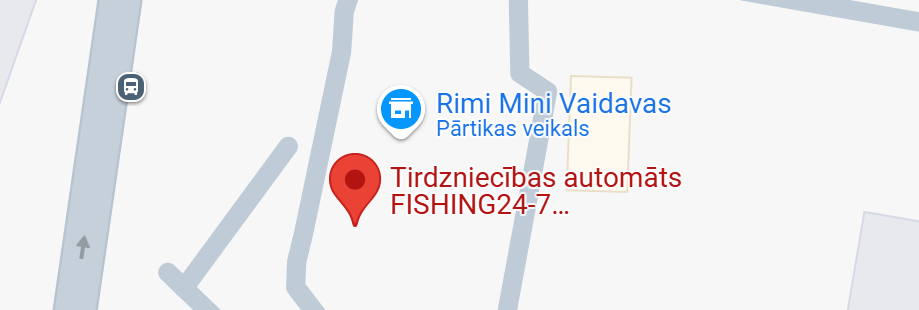 Rimi Mini Vaidavas
Pārtikas veikals
Tirdzniecības automāts
FISHING24-7...